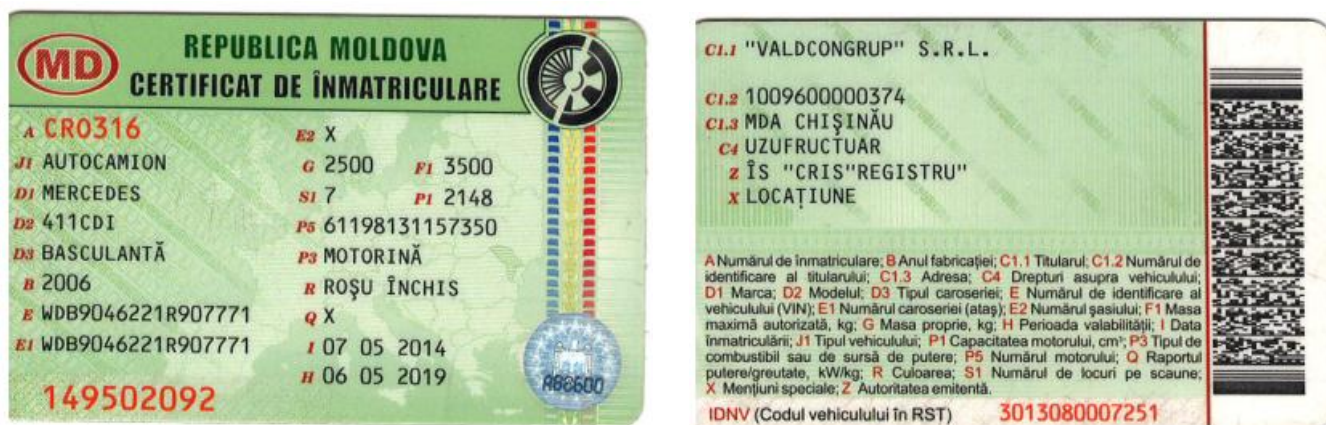 MD
REPUBLICA MOLDOVA
CERTIFICAT DE ÎNMATRICULARE
A CRO316
E2 X
J1 AUTOCAMION
G 2500 F1 3500
D1 MERCEDES
S1 7 P1 2148
D2 411CDI
P5 61198131157350
D3 BASCULANTĂ
P3 MOTORINĂ
B 2006
R ROŞU ÎNCHIS
E WDB9046221R907771
Q X
E1 WDB9046221R907771
I 07 05 2014
H 06 05 2019
149502092
C1.1 "VALDCONGRUP" S.R.L.
C1.2 1009600000374
C1.3 MDA CHIŞINĂU
C4 UZUFRUCTUAR
Z ÎS "CRIS"REGISTRU"
X LOCAŢIUNE
A Numărul de înmatriculare; B Anul fabricaţiei; C1.1 Titularul; C1.2 Numărul de
identificare al titularului; C1.3 Adresa; C4 Drepturi asupra vehiculului;
D1 Marca; D2 Modelul; D3 Tipul caroseriei; E Numărul de identificare al
vehiculului (VIN); E1 Numărul caroseriei (ataş); E2 Numărul şasiului; F1 Masa
maximă autorizată, kg; G Masa proprie, kg; H Perioada valabilităţii; I Data
înmatriculării; J1 Tipul vehiculului; P1 Capacitatea motorului, cm³; P3 Tipul de
combustibil sau de sursă de putere; P5 Numărul motorului; Q Raportul
putere/greutate, kW/kg; R Culoarea; S1 Numărul de locuri pe scaune;
X Menţiuni speciale; Z Autoritatea emitentă.
IDNV (Codul vehiculului în RST) 3013080007251